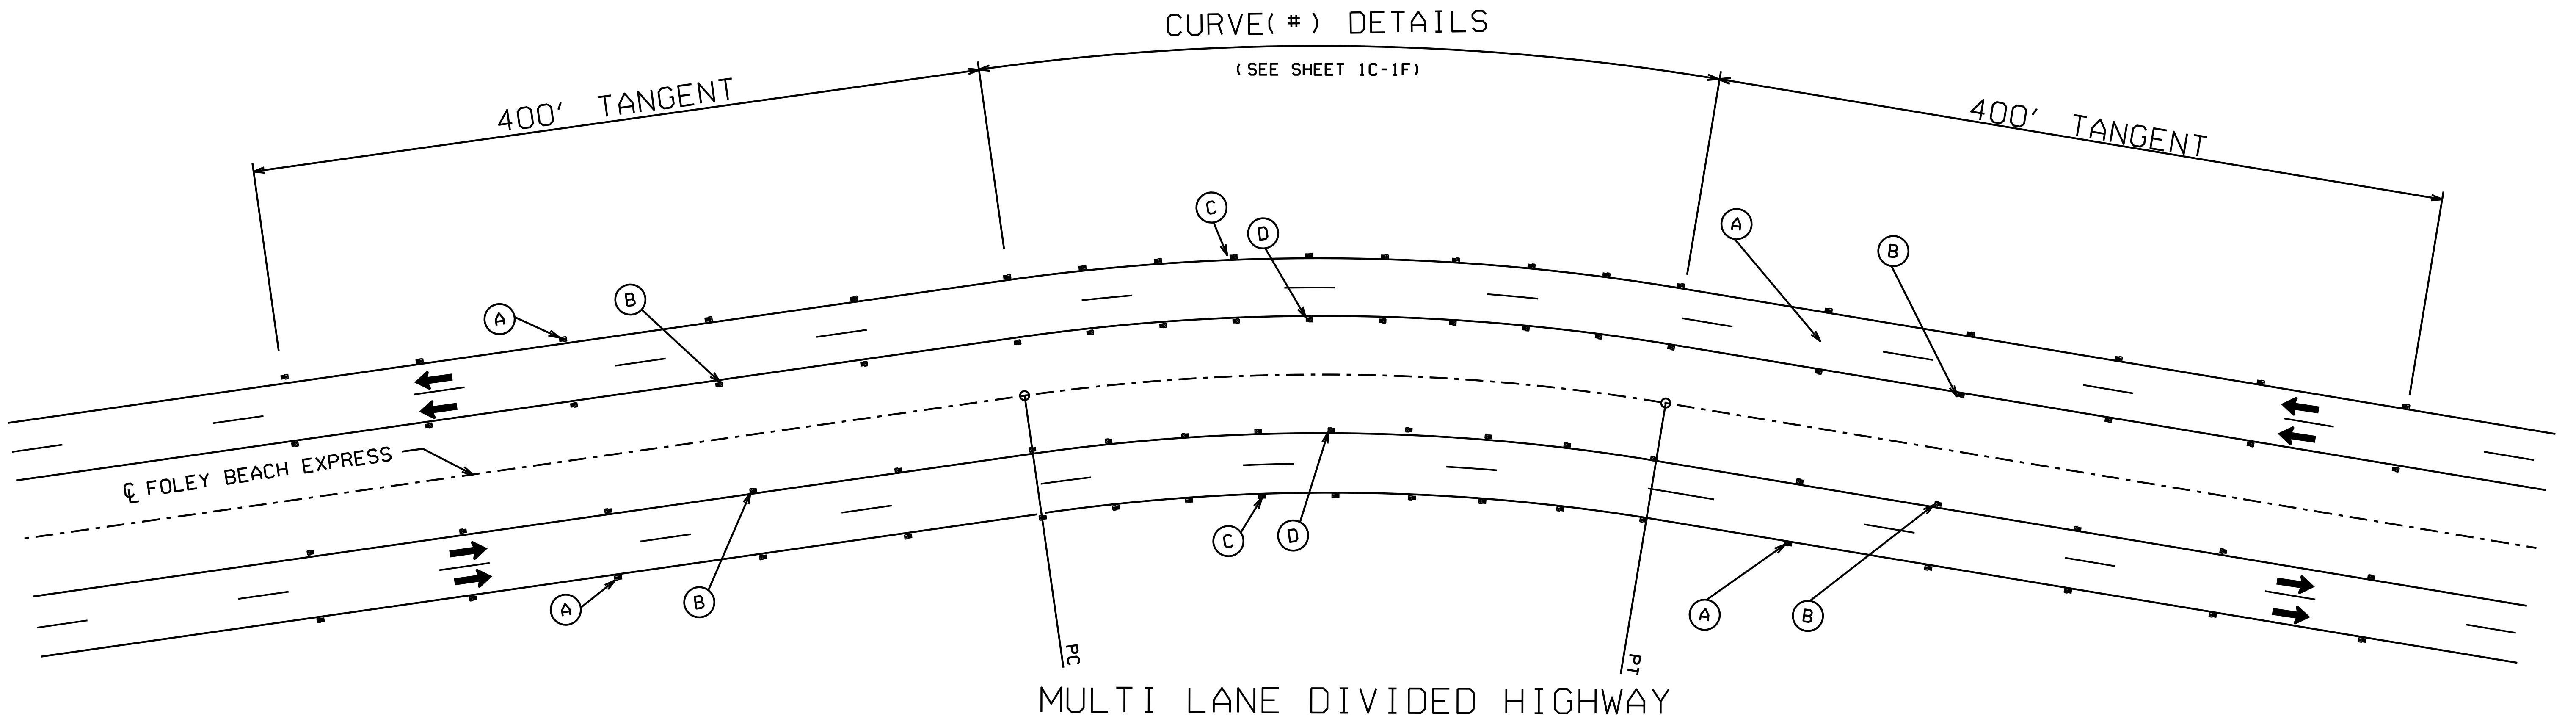 CURVE(#) DETAILS
(SEE SHEET 1C-1F)
400' TANGENT
400' TANGENT
C
D
A
B
A
B
℄ FOLEY BEACH EXPRESS
A
B
C
D
A
B
PC
PT
MULTI LANE DIVIDED HIGHWAY